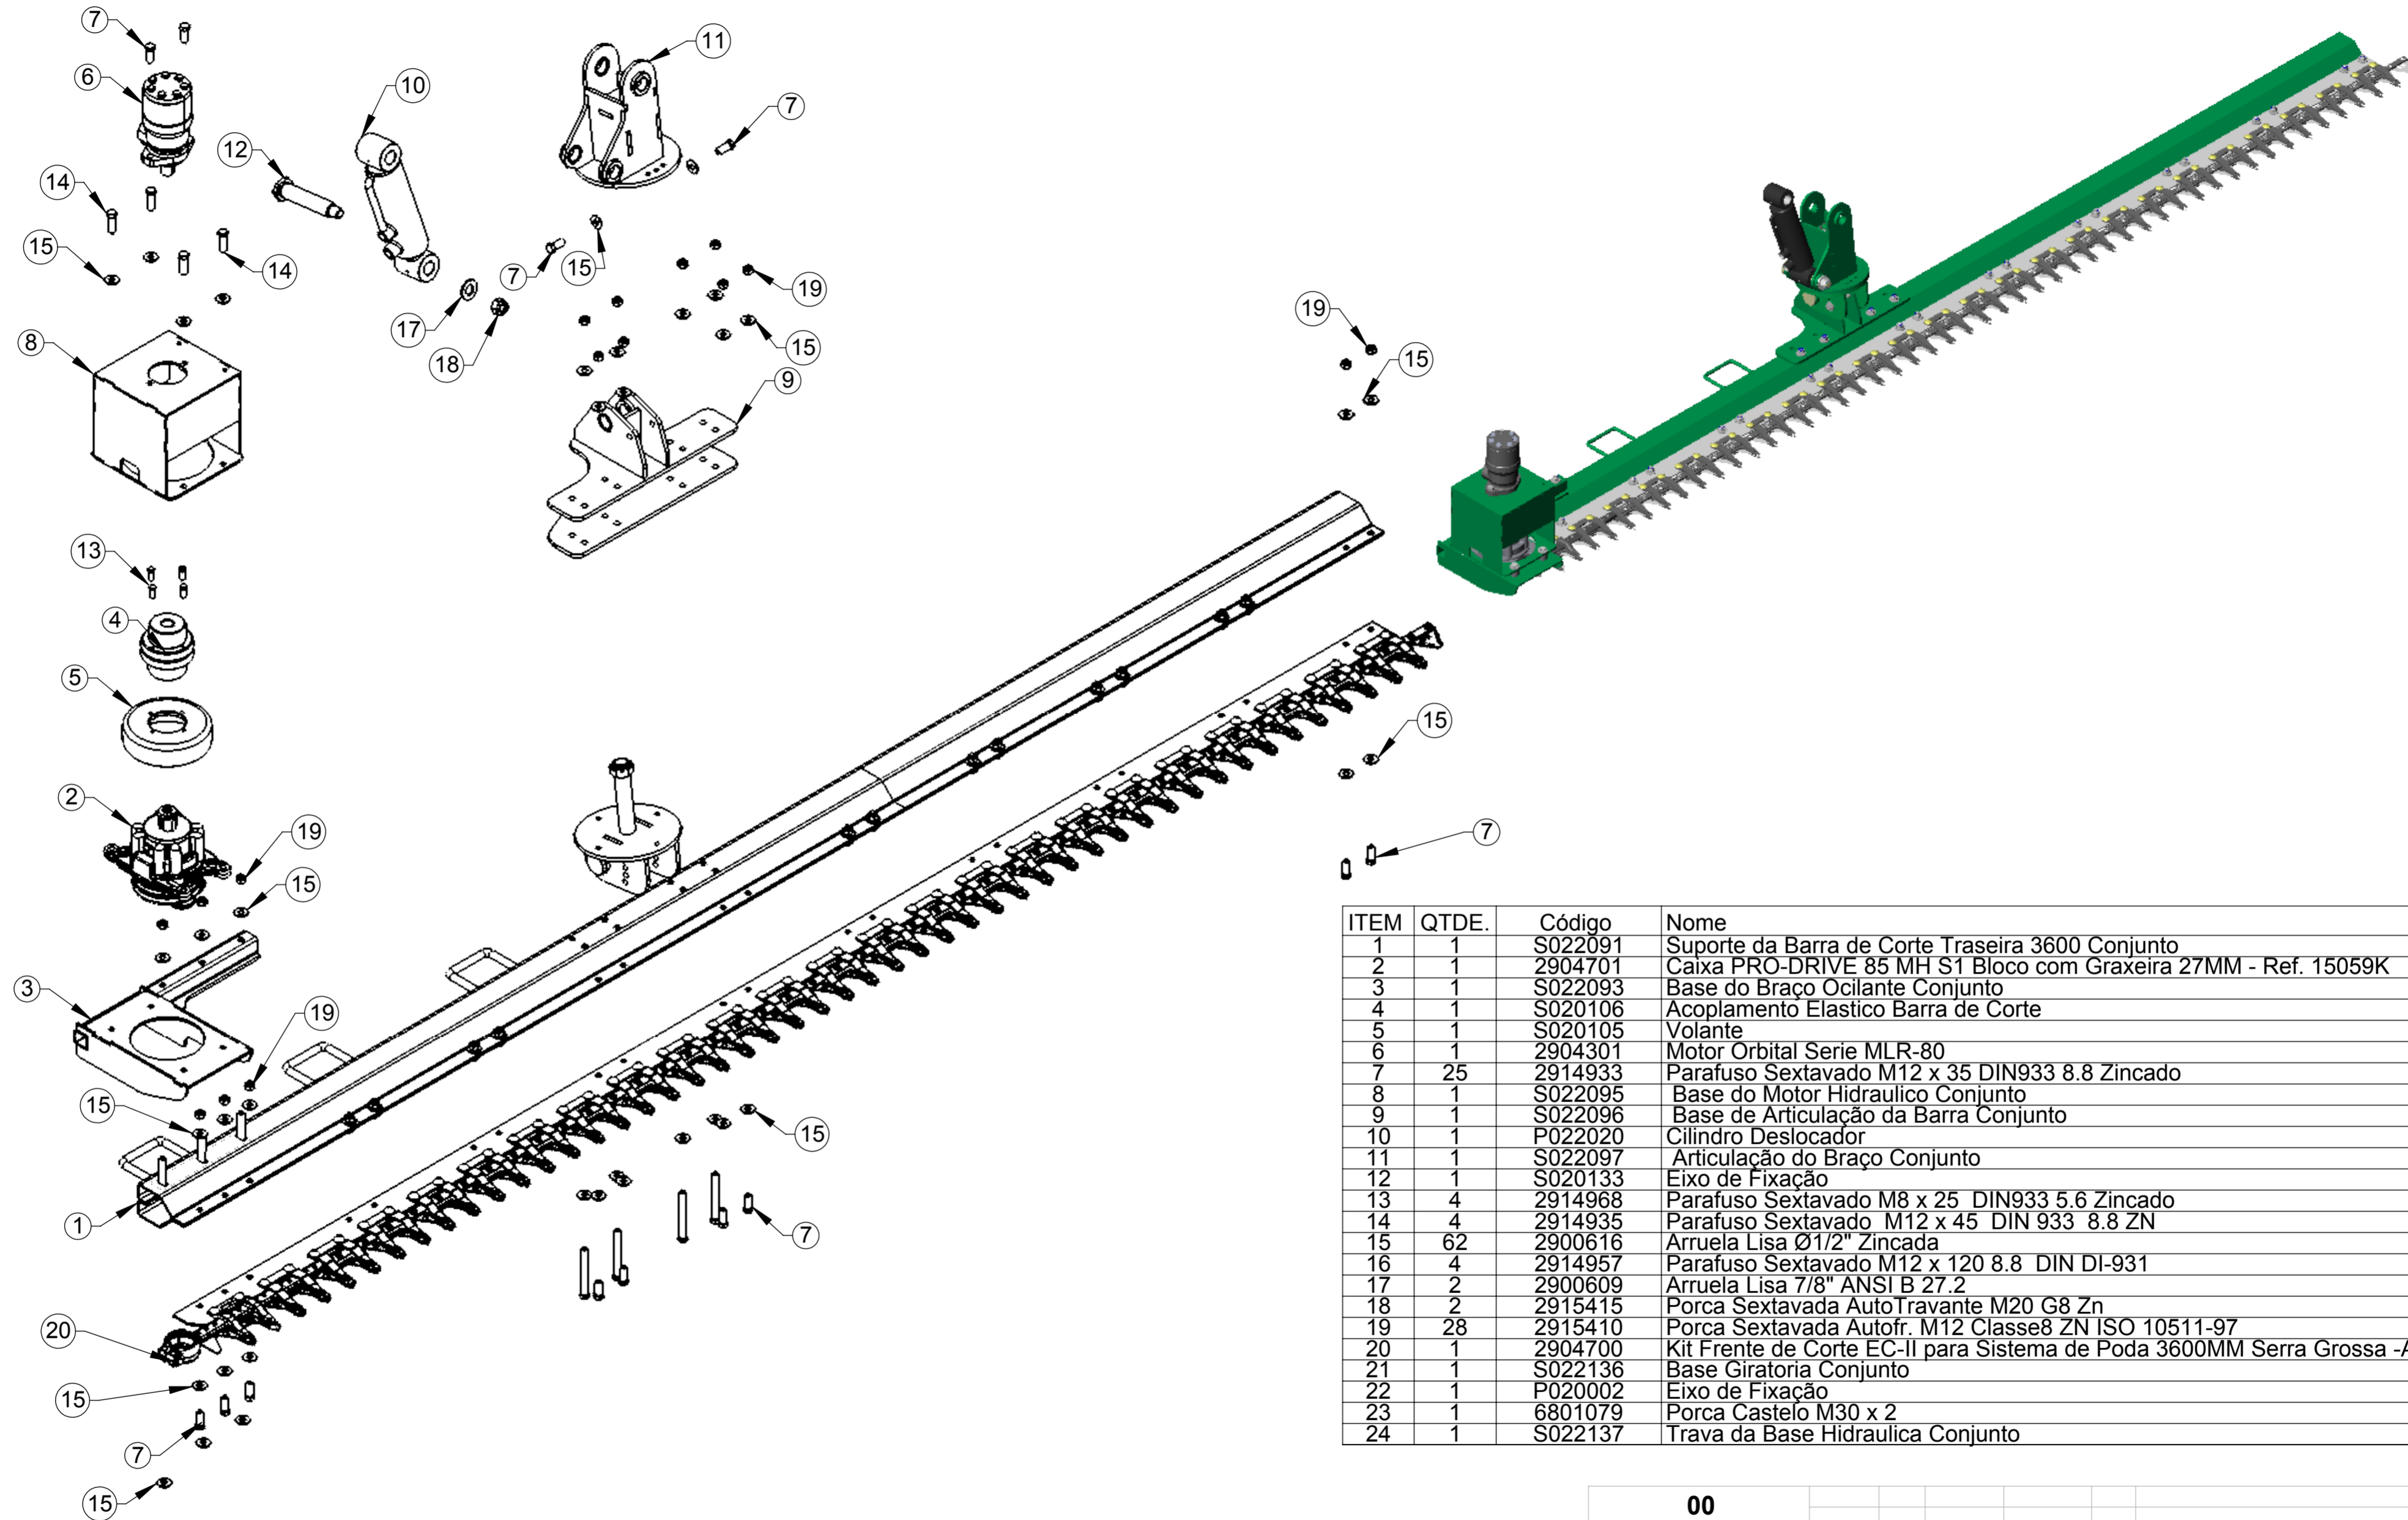 7
6
12
14
15
14
10
11
7
7
15
17
18
19
15
19
15
8
9
13
4
5
2
19
15
3
19
15
1
15
7
15
7
20
15
7
15
ITEM QTDE. Código Nome
1 1 S022091 Suporte da Barra de Corte Traseira 3600 Conjunto
2 1 2904701 Caixa PRO-DRIVE 85 MH S1 Bloco com Graxeira 27MM - Ref. 15059K
3 1 S022093 Base do Braço Ocilante Conjunto
4 1 S020106 Acoplamento Elastico Barra de Corte
5 1 S020105 Volante
6 1 2904301 Motor Orbital Serie MLR-80
7 25 2914933 Parafuso Sextavado M12 x 35 DIN933 8.8 Zincado
8 1 S022095 Base do Motor Hidraulico Conjunto
9 1 S022096 Base de Articulação da Barra Conjunto
10 1 P022020 Cilindro Deslocador
11 1 S022097 Articulação do Braço Conjunto
12 1 S020133 Eixo de Fixação
13 4 2914968 Parafuso Sextavado M8 x 25 DIN933 5.6 Zincado
14 4 2914935 Parafuso Sextavado M12 x 45 DIN 933 8.8 ZN
15 62 2900616 Arruela Lisa Ø1/2" Zincada
16 4 2914957 Parafuso Sextavado M12 x 120 8.8 DIN DI-931
17 2 2900609 Arruela Lisa 7/8" ANSI B 27.2
18 2 2915415 Porca Sextavada AutoTravante M20 G8 Zn
19 28 2915410 Porca Sextavada Autofr. M12 Classe8 ZN ISO 10511-97
20 1 2904700 Kit Frente de Corte EC-II para Sistema de Poda 3600MM Serra Grossa -A
21 1 S022136 Base Giratoria Conjunto
22 1 P020002 Eixo de Fixação
23 1 6801079 Porca Castelo M30 x 2
24 1 S022137 Trava da Base Hidraulica Conjunto
00